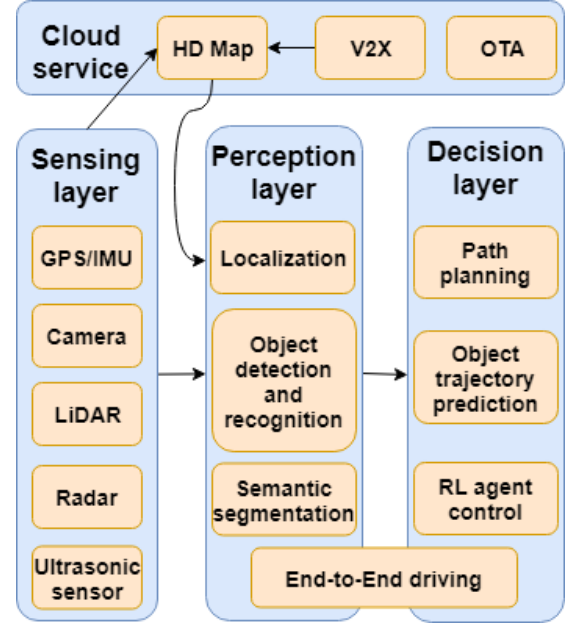 Cloud
service
HD Map
V2X
OTA
Sensing
layer
GPS/IMU
Camera
LiDAR
Radar
Ultrasonic
sensor
Perception
layer
Localization
Object
detection
and
recognition
Semantic
segmentation
Decision
layer
Path
planning
Object
trajectory
prediction
RL agent
control
End-to-End driving